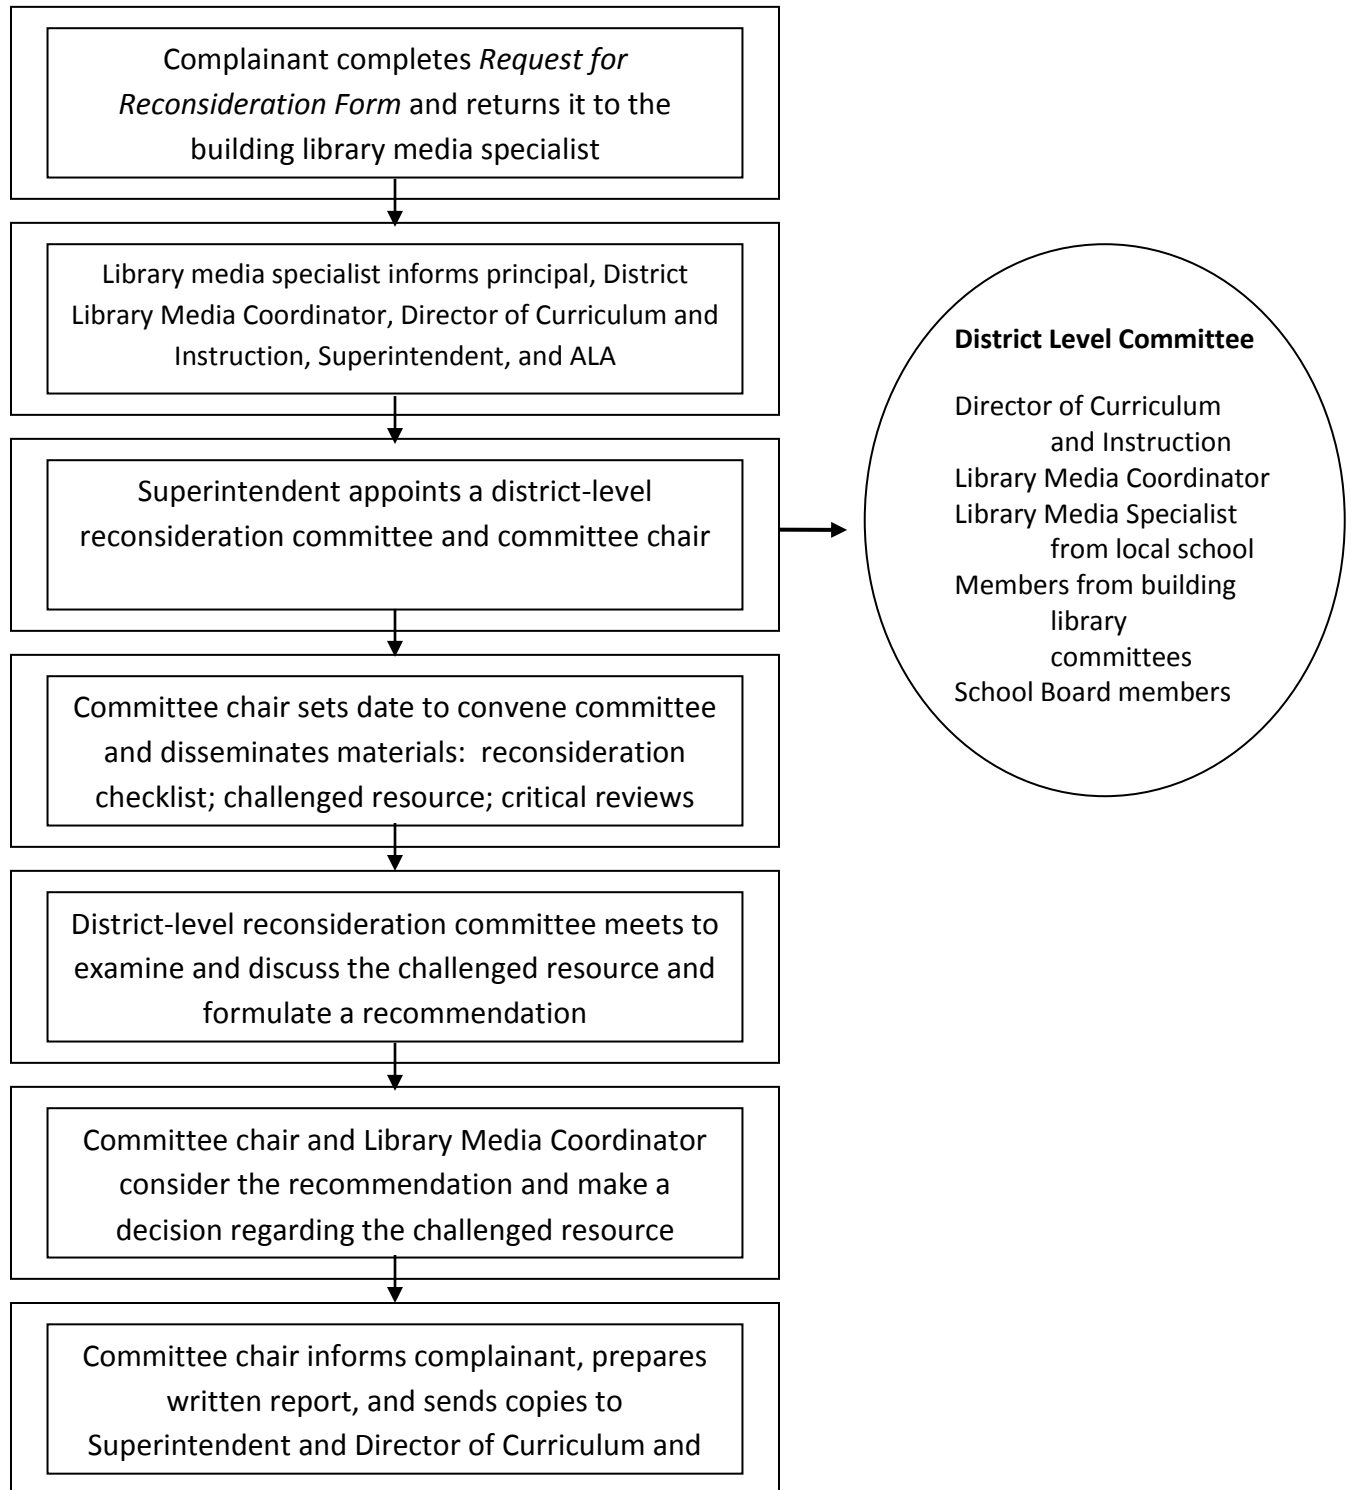 Complainant completes Request for
Reconsideration Form and returns it to the
building library media specialist
Library media specialist informs principal, District
Library Media Coordinator, Director of Curriculum and
Instruction, Superintendent, and ALA
Superintendent appoints a district-level
reconsideration committee and committee chair
District Level Committee
Director of Curriculum
and Instruction
Library Media Coordinator
Library Media Specialist
from local school
Members from building
library
committees
School Board members
Committee chair sets date to convene committee
and disseminates materials:  reconsideration
checklist; challenged resource; critical reviews
District-level reconsideration committee meets to
examine and discuss the challenged resource and
formulate a recommendation
Committee chair and Library Media Coordinator
consider the recommendation and make a
decision regarding the challenged resource
Committee chair informs complainant, prepares
written report, and sends copies to
Superintendent and Director of Curriculum and